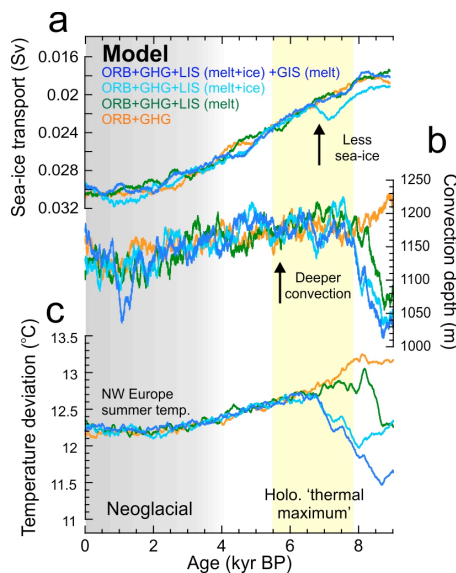 a
Model
ORB+GHG+LIS (melt+ice) +GIS (melt)
ORB+GHG+LIS (melt+ice)
ORB+GHG+LIS (melt)
ORB+GHG
Sea-ice transport (Sv)
0.016
0.02
0.024
0.028
0.032
Less
sea-ice
b
Convection depth (m)
1250
1200
1150
1100
1050
1000
Deeper
convection
c
Temperature deviation (°C)
13.5
13
12.5
12
11.5
11
NW Europe
summer temp.
Neoglacial
Holo. ‘thermal
maximum’
0 2 4 6 8
Age (kyr BP)